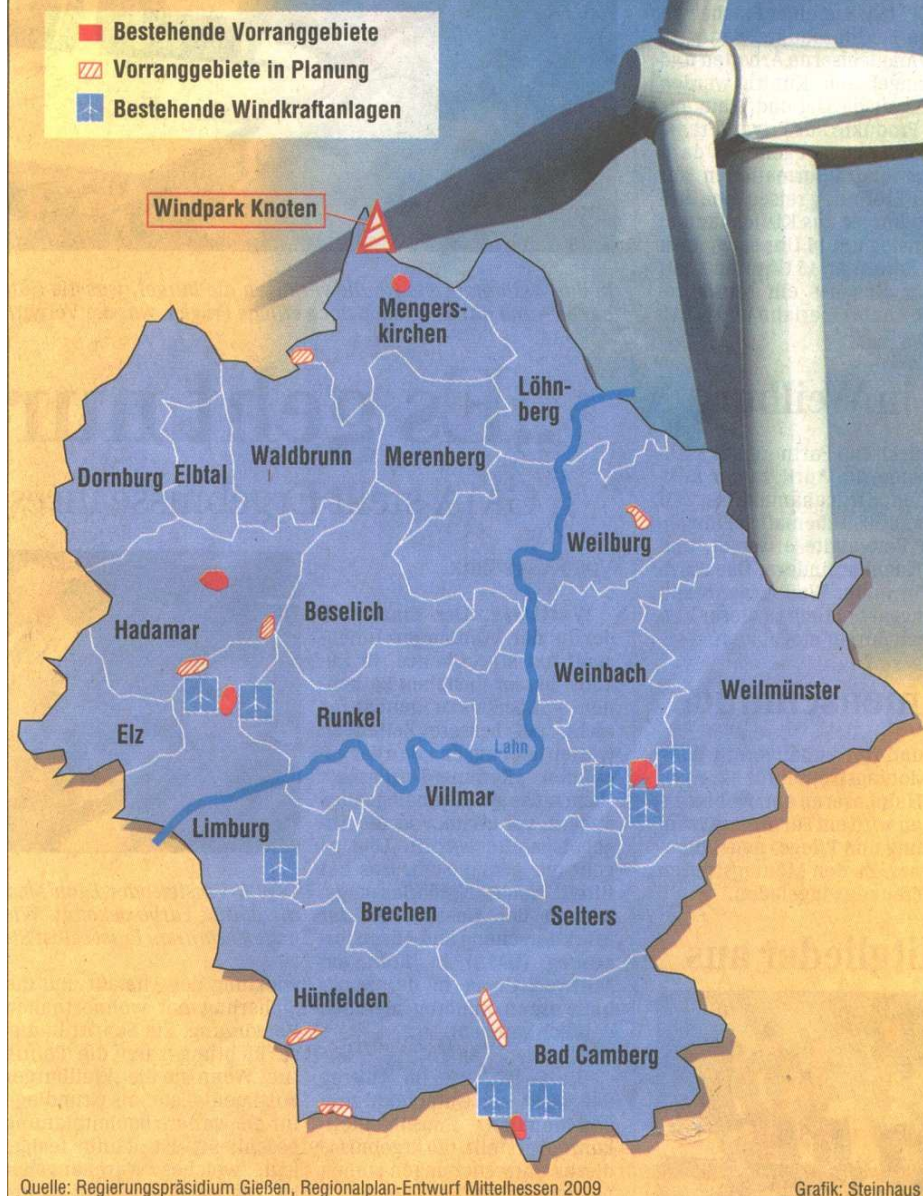 Bestehende Vorranggebiete
Vorranggebiete in Planung
Bestehende Windkraftanlagen
Windpark Knoten
Mengers-
kirchen
Löhn-
berg
Dornburg
Elbtal
Waldbrunn
Merenberg
Weilburg
Hadamar
Beselich
Weinbach
Weilmünster
Elz
Runkel
Lahn
Villmar
Limburg
Brechen
Selters
Hünfelden
Bad Camberg
Quelle: Regierungspräsidium Gießen, Regionalplan-Entwurf Mittelhessen 2009
Grafik: Steinhaus